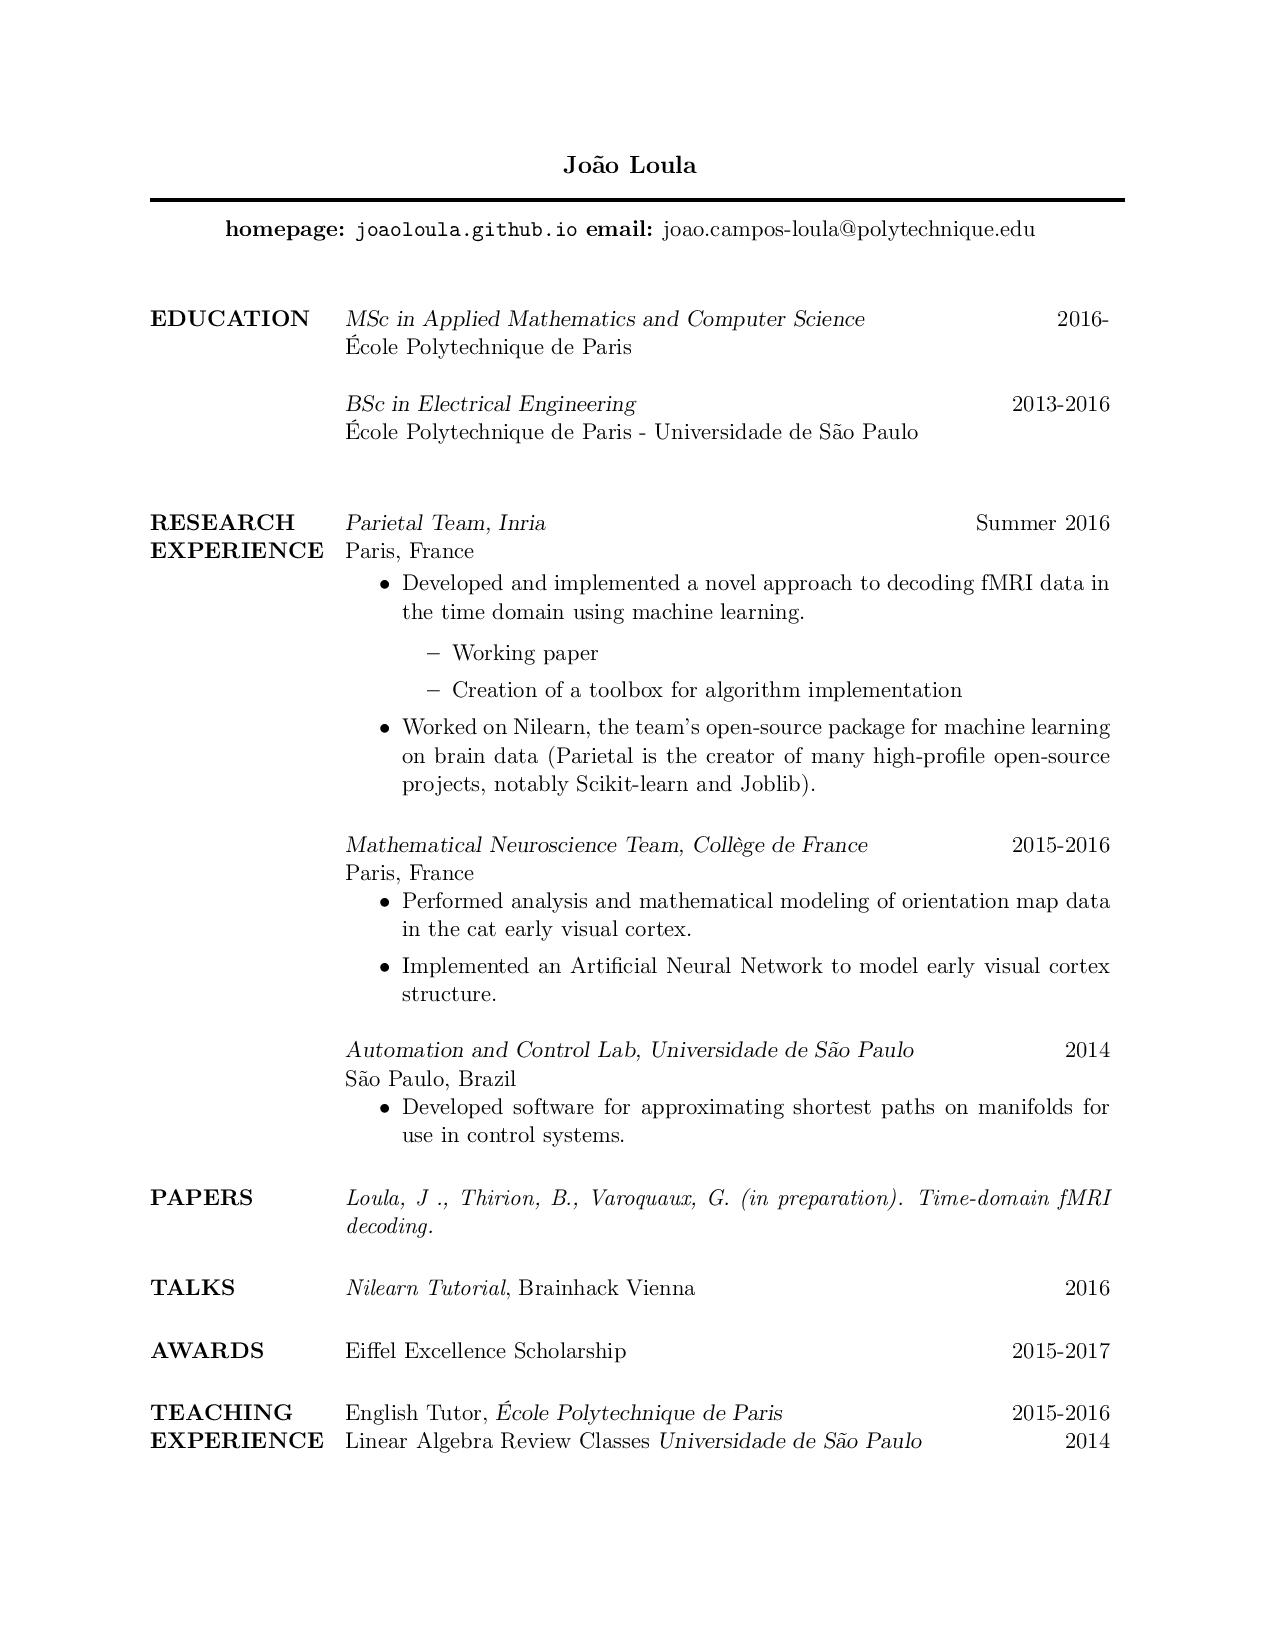 João Loula
homepage: joaoloula.github.io email: joao.campos-loula@polytechnique.edu
EDUCATION MSc in Applied Mathematics and Computer Science 2016-
École Polytechnique de Paris
BSc in Electrical Engineering 2013-2016
École Polytechnique de Paris - Universidade de São Paulo
RESEARCH Parietal Team, Inria Summer 2016
EXPERIENCE Paris, France
• Developed and implemented a novel approach to decoding fMRI data in
the time domain using machine learning.
– Working paper
– Creation of a toolbox for algorithm implementation
• Worked on Nilearn, the team's open-source package for machine learning
on brain data (Parietal is the creator of many high-profile open-source
projects, notably Scikit-learn and Joblib).
Mathematical Neuroscience Team, Collège de France 2015-2016
Paris, France
• Performed analysis and mathematical modeling of orientation map data
in the cat early visual cortex.
• Implemented an Artificial Neural Network to model early visual cortex
structure.
Automation and Control Lab, Universidade de São Paulo 2014
São Paulo, Brazil
• Developed software for approximating shortest paths on manifolds for
use in control systems.
PAPERS Loula, J ., Thirion, B., Varoquaux, G. (in preparation). Time-domain fMRI
decoding.
TALKS Nilearn Tutorial, Brainhack Vienna 2016
AWARDS Eiffel Excellence Scholarship 2015-2017
TEACHING English Tutor, École Polytechnique de Paris 2015-2016
EXPERIENCE Linear Algebra Review Classes Universidade de São Paulo 2014